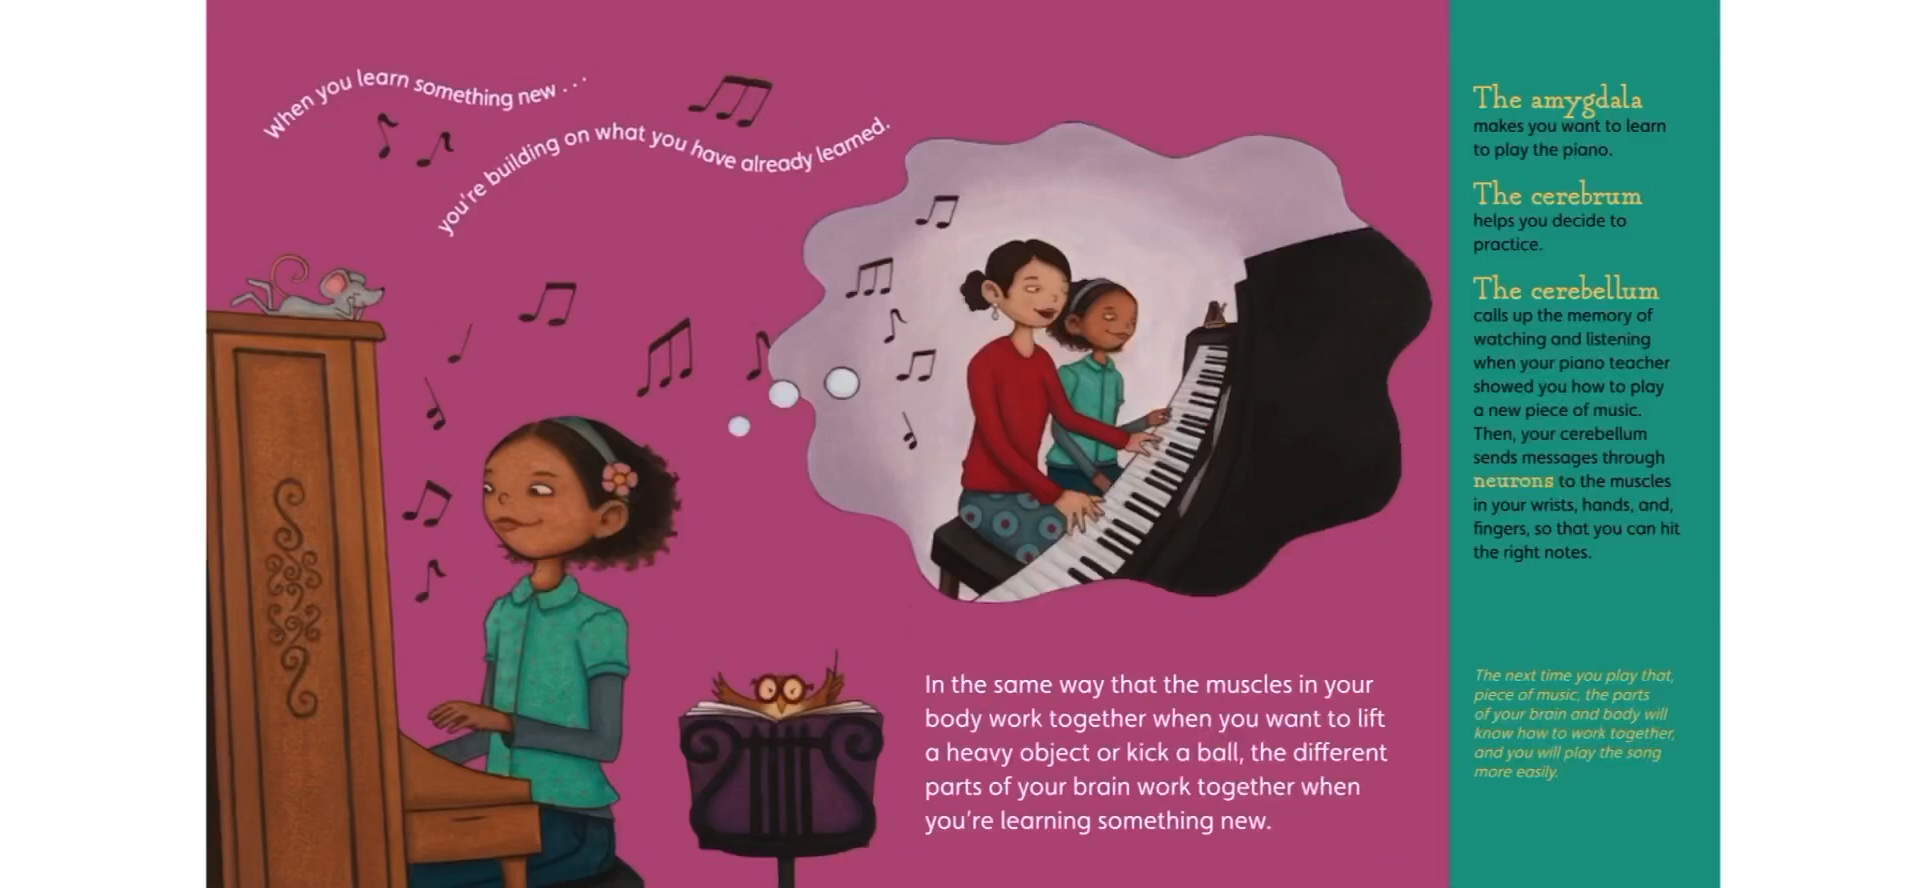 When you learn something new . . .
you're building on what you have already learned.
In the same way that the muscles in your
body work together when you want to lift
a heavy object or kick a ball, the different
parts of your brain work together when
you're learning something new.
The amygdala
makes you want to learn
to play the piano.
The cerebrum
helps you decide to
practice.
The cerebellum
calls up the memory of
watching and listening
when your piano teacher
showed you how to play
a new piece of music.
Then, your cerebellum
sends messages through
neurons to the muscles
in your wrists, hands, and,
fingers, so that you can hit
the right notes.
The next time you play that,
piece of music, the parts
of your brain and body will
know how to work together,
and you will play the song
more easily.